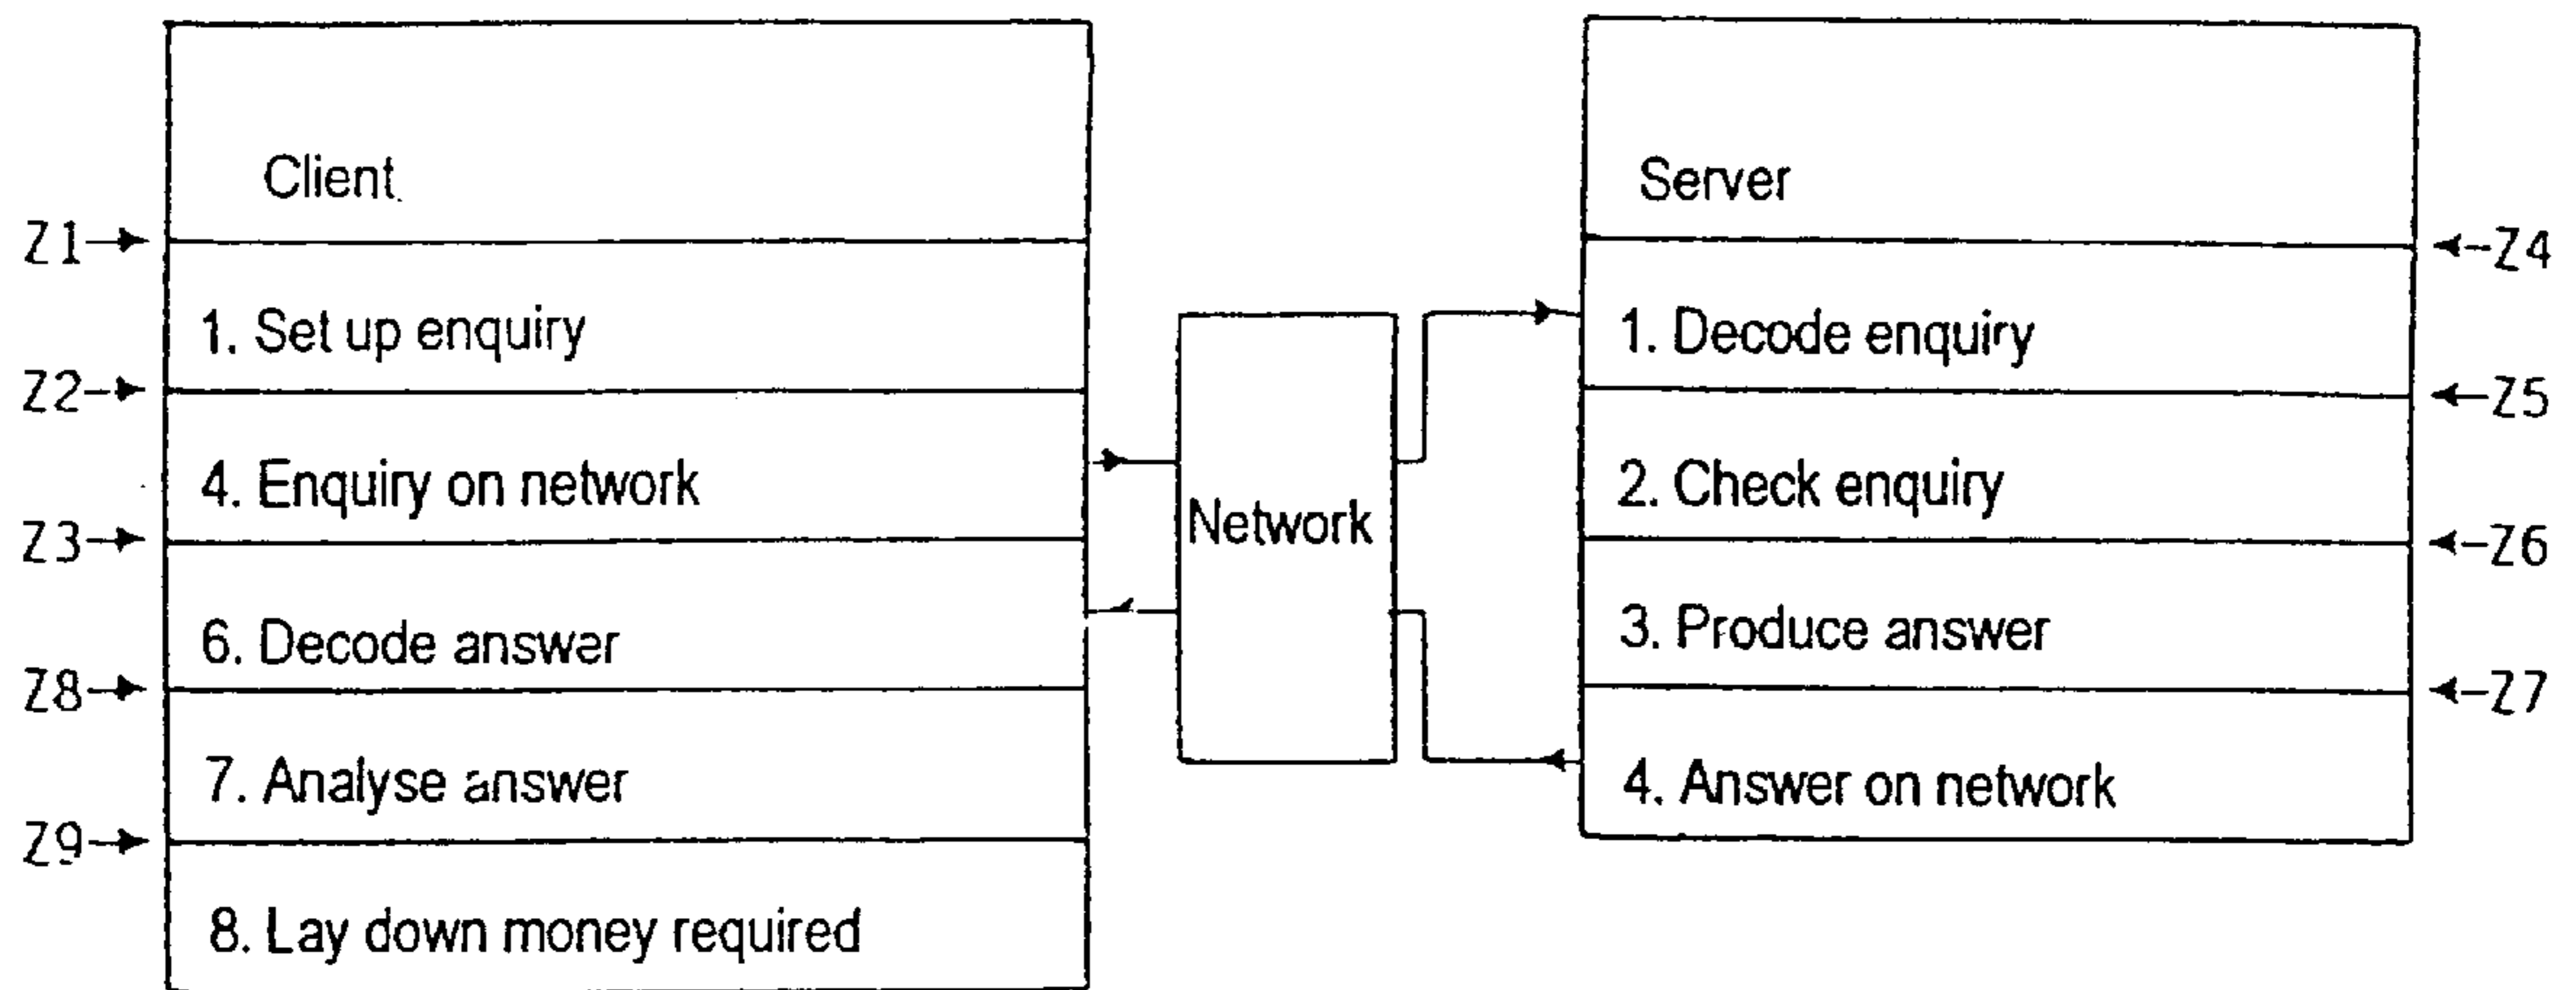 Client
Z1
1. Set up enquiry
Z2
4. Enquiry on network
Z3
6. Decode answer
Z8
7. Analyse answer
Z9
8. Lay down money required
Network
Server
Z4
1. Decode enquiry
Z5
2. Check enquiry
Z6
3. Produce answer
Z7
4. Answer on network